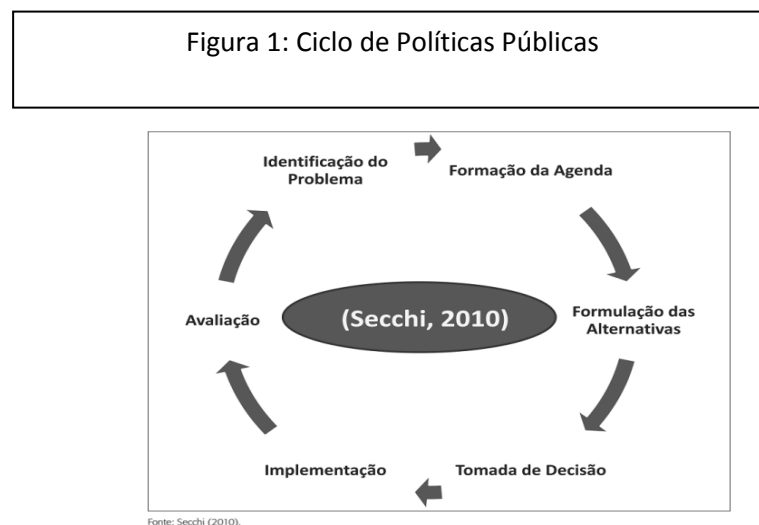 Figura 1: Ciclo de Políticas Públicas
Identificação do
Problema
Formação da Agenda
Avaliação
(Secchi, 2010)
Formulação das
Alternativas
Implementação
Tomada de Decisão
Fonte: Secchi (2010).